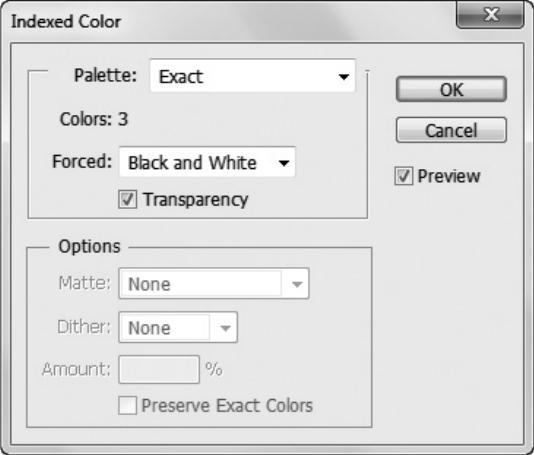 Indexed Color
Palette: Exact
OK
Colors: 3
Cancel
Forced: Black and White
Preview
Transparency
Options
Matte: None
Dither: None
Amount: %
Preserve Exact Colors